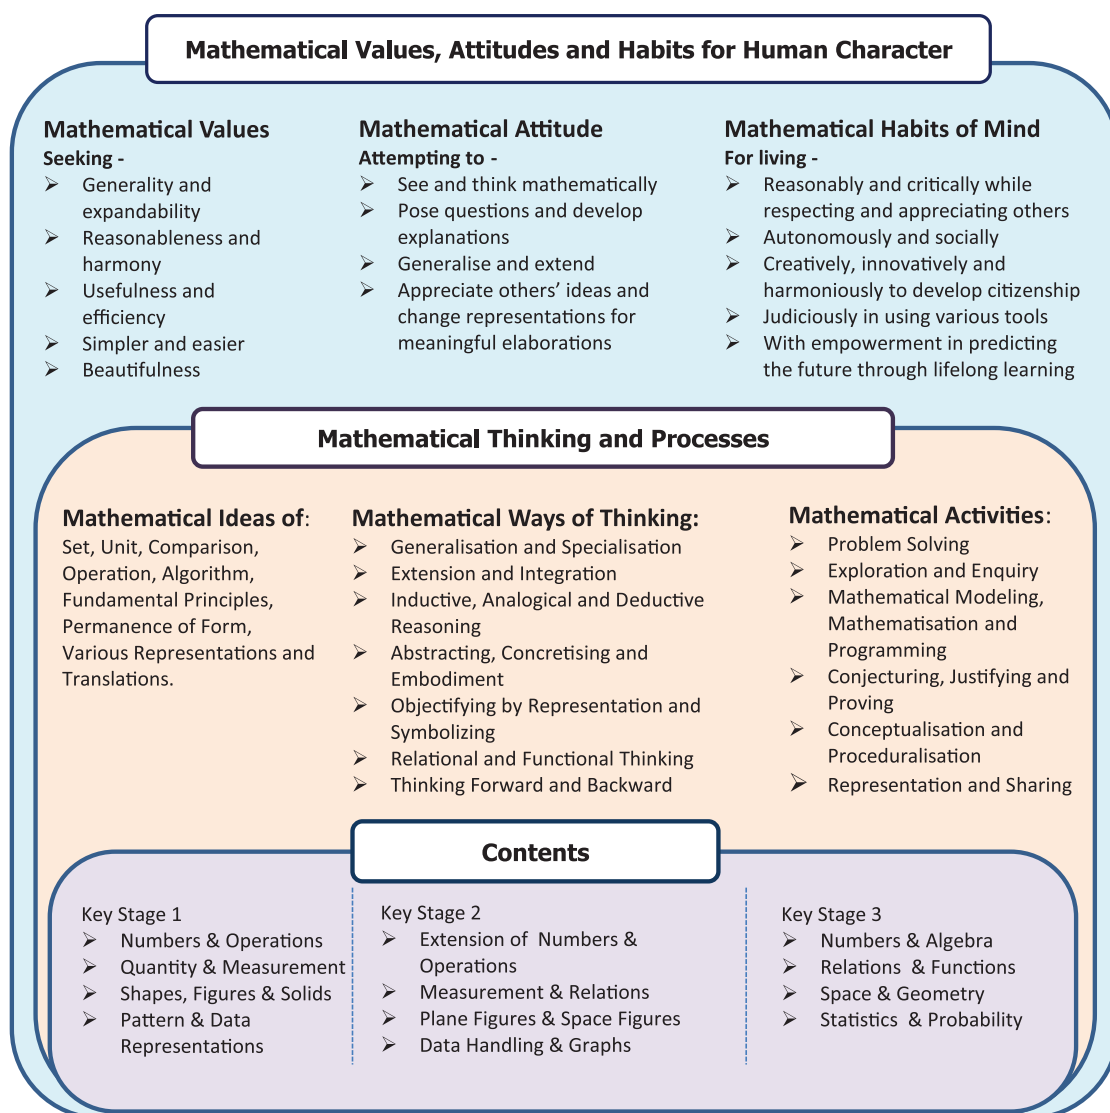 Mathematical Values, Attitudes and Habits for Human Character
Mathematical Values
Seeking -
➢ Generality and
expandability
➢ Reasonableness and
harmony
➢ Usefulness and
efficiency
➢ Simpler and easier
➢ Beautifulness
Mathematical Attitude
Attempting to -
➢ See and think mathematically
➢ Pose questions and develop
explanations
➢ Generalise and extend
➢ Appreciate others’ ideas and
change representations for
meaningful elaborations
Mathematical Habits of Mind
For living -
➢ Reasonably and critically while
respecting and appreciating others
➢ Autonomously and socially
➢ Creatively, innovatively and
harmoniously to develop citizenship
➢ Judiciously in using various tools
➢ With empowerment in predicting
the future through lifelong learning
Mathematical Thinking and Processes
Mathematical Ideas of:
Set, Unit, Comparison,
Operation, Algorithm,
Fundamental Principles,
Permanence of Form,
Various Representations and
Translations.
Mathematical Ways of Thinking:
➢ Generalisation and Specialisation
➢ Extension and Integration
➢ Inductive, Analogical and Deductive
Reasoning
➢ Abstracting, Concretising and
Embodiment
➢ Objectifying by Representation and
Symbolizing
➢ Relational and Functional Thinking
➢ Thinking Forward and Backward
Mathematical Activities:
➢ Problem Solving
➢ Exploration and Enquiry
➢ Mathematical Modeling,
Mathematisation and
Programming
➢ Conjecturing, Justifying and
Proving
➢ Conceptualisation and
Proceduralisation
➢ Representation and Sharing
Contents
Key Stage 1
➢ Numbers & Operations
➢ Quantity & Measurement
➢ Shapes, Figures & Solids
➢ Pattern & Data
Representations
Key Stage 2
➢ Extension of Numbers &
Operations
➢ Measurement & Relations
➢ Plane Figures & Space Figures
➢ Data Handling & Graphs
Key Stage 3
➢ Numbers & Algebra
➢ Relations & Functions
➢ Space & Geometry
➢ Statistics & Probability